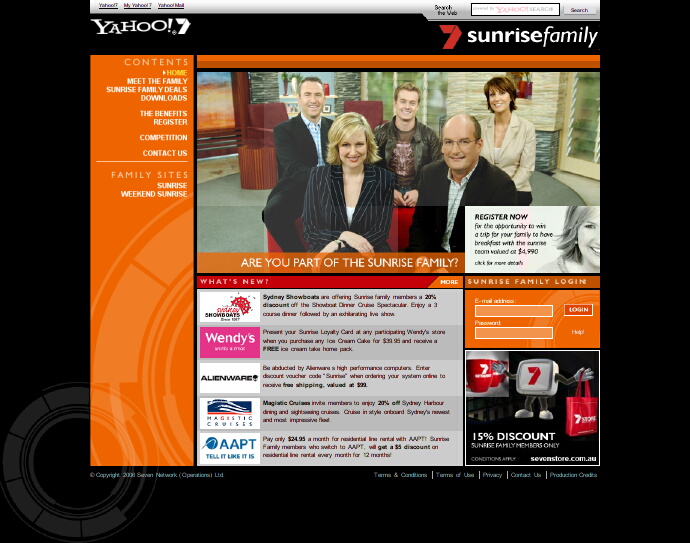 Yahoo!7 My Yahoo! 7 Yahoo! Mail
Search the Web powered by YAHOO! SEARCH Search
YAHOO!7
7 sunrisefamily
CONTENTS
HOME
MEET THE FAMILY
SUNRISE FAMILY DEALS
DOWNLOADS
THE BENEFITS
REGISTER
COMPETITION
CONTACT US
FAMILY SITES
SUNRISE
WEEKEND SUNRISE
REGISTER NOW
for the opportunity to win
a trip for your family to have
breakfast with the sunrise
team valued at $4,990
click for more details
ARE YOU PART OF THE SUNRISE FAMILY?
WHAT'S NEW?
MORE
SYDNEY SHOWBOATS
Since 1987
Sydney Showboats are offering Sunrise family members a 20%
discount off the Showboat Dinner Cruise Spectacular. Enjoy a 3
course dinner followed by an exhilarating live show.
Wendy's
Present your Sunrise Loyalty Card at any participating Wendy's store
when you purchase any Ice Cream Cake for $39.95 and receive a
FREE ice cream take home pack.
ALIENWARE
Be abducted by Alienware s high performance computers. Enter
discount voucher code "Sunrise" when ordering your system online to
receive free shipping, valued at $99.
MAGISTIC
CRUISES
Magistic Cruises invite members to enjoy 20% off Sydney Harbour
dining and sightseeing cruises. Cruise in style onboard Sydney's newest
and most impressive fleet.
AAPT
TELL IT LIKE IT IS
Pay only $24.95 a month for residential line rental with AAPT! Sunrise
Family members who switch to AAPT, will get a $5 discount on
residential line rental every month for 12 months!
SUNRISE FAMILY LOGIN
E-mail address:
LOGIN
Password:
Help!
15% DISCOUNT
SUNRISE FAMILY MEMBERS ONLY
CONDITIONS APPLY sevenstore.com.au
© Copyright 2006 Seven Network (Operations) Ltd.
Terms & Conditions | Terms of Use | Privacy | Contact Us | Production Credits